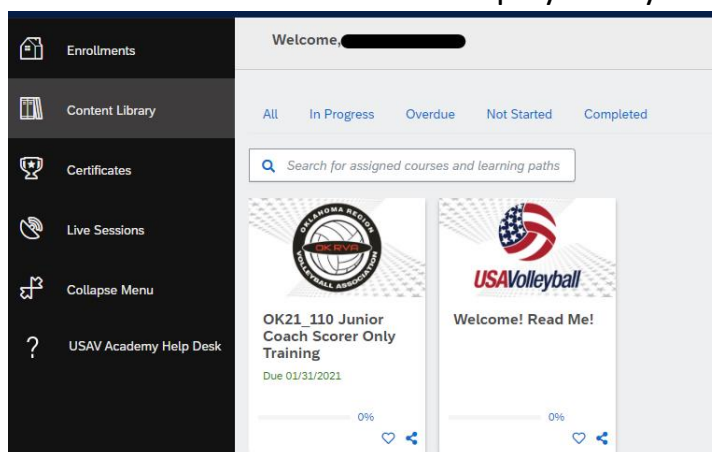 Enrollments
Content Library
Certificates
Live Sessions
Collapse Menu
? USAV Academy Help Desk
Welcome,
All In Progress Overdue Not Started Completed
Search for assigned courses and learning paths
OKLAHOMA REGION
OKRVA
VOLLEYBALL ASSOCIATION
OK21_110 Junior
Coach Scorer Only
Training
Due 01/31/2021
0%
USAVolleyball
Welcome! Read Me!
0%